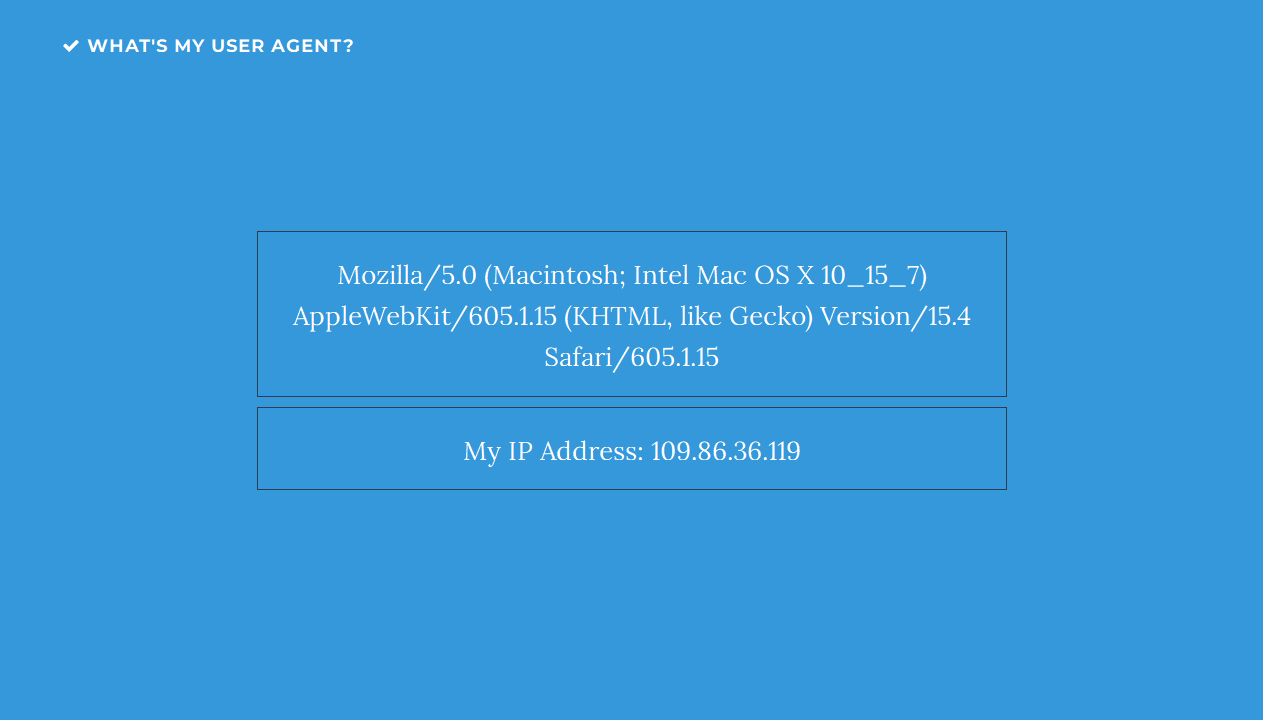 WHAT'S MY USER AGENT?
Mozilla/5.0 (Macintosh; Intel Mac OS X 10_15_7)
AppleWebKit/605.1.15 (KHTML, like Gecko) Version/15.4
Safari/605.1.15
My IP Address: 109.86.36.119